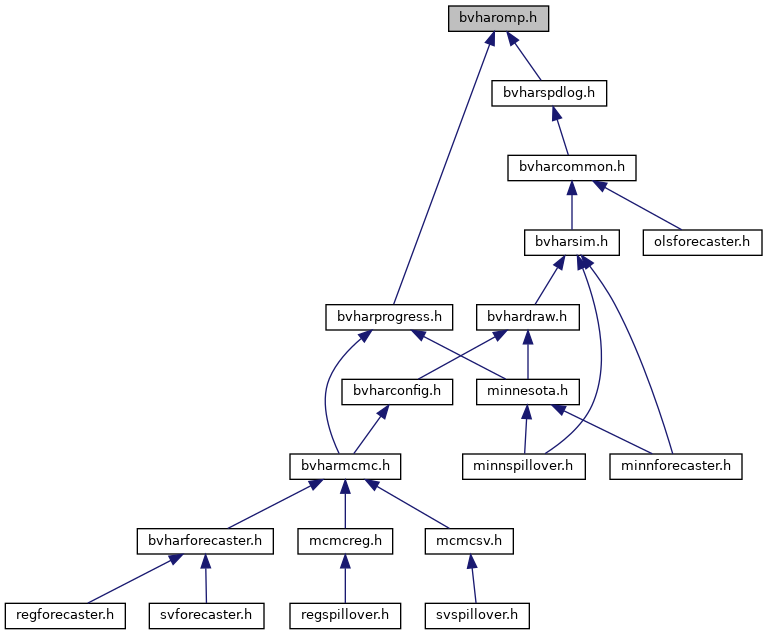 bvharomp.h
bvharspdlog.h
bvharcommon.h
bvharsim.h
olsforecaster.h
bvharprogress.h
bvhardraw.h
bvharconfig.h
minnesota.h
bvharmcmc.h
minnspillover.h
minnforecaster.h
bvharforecaster.h
mcmcreg.h
mcmcsv.h
regforecaster.h
svforecaster.h
regspillover.h
svspillover.h